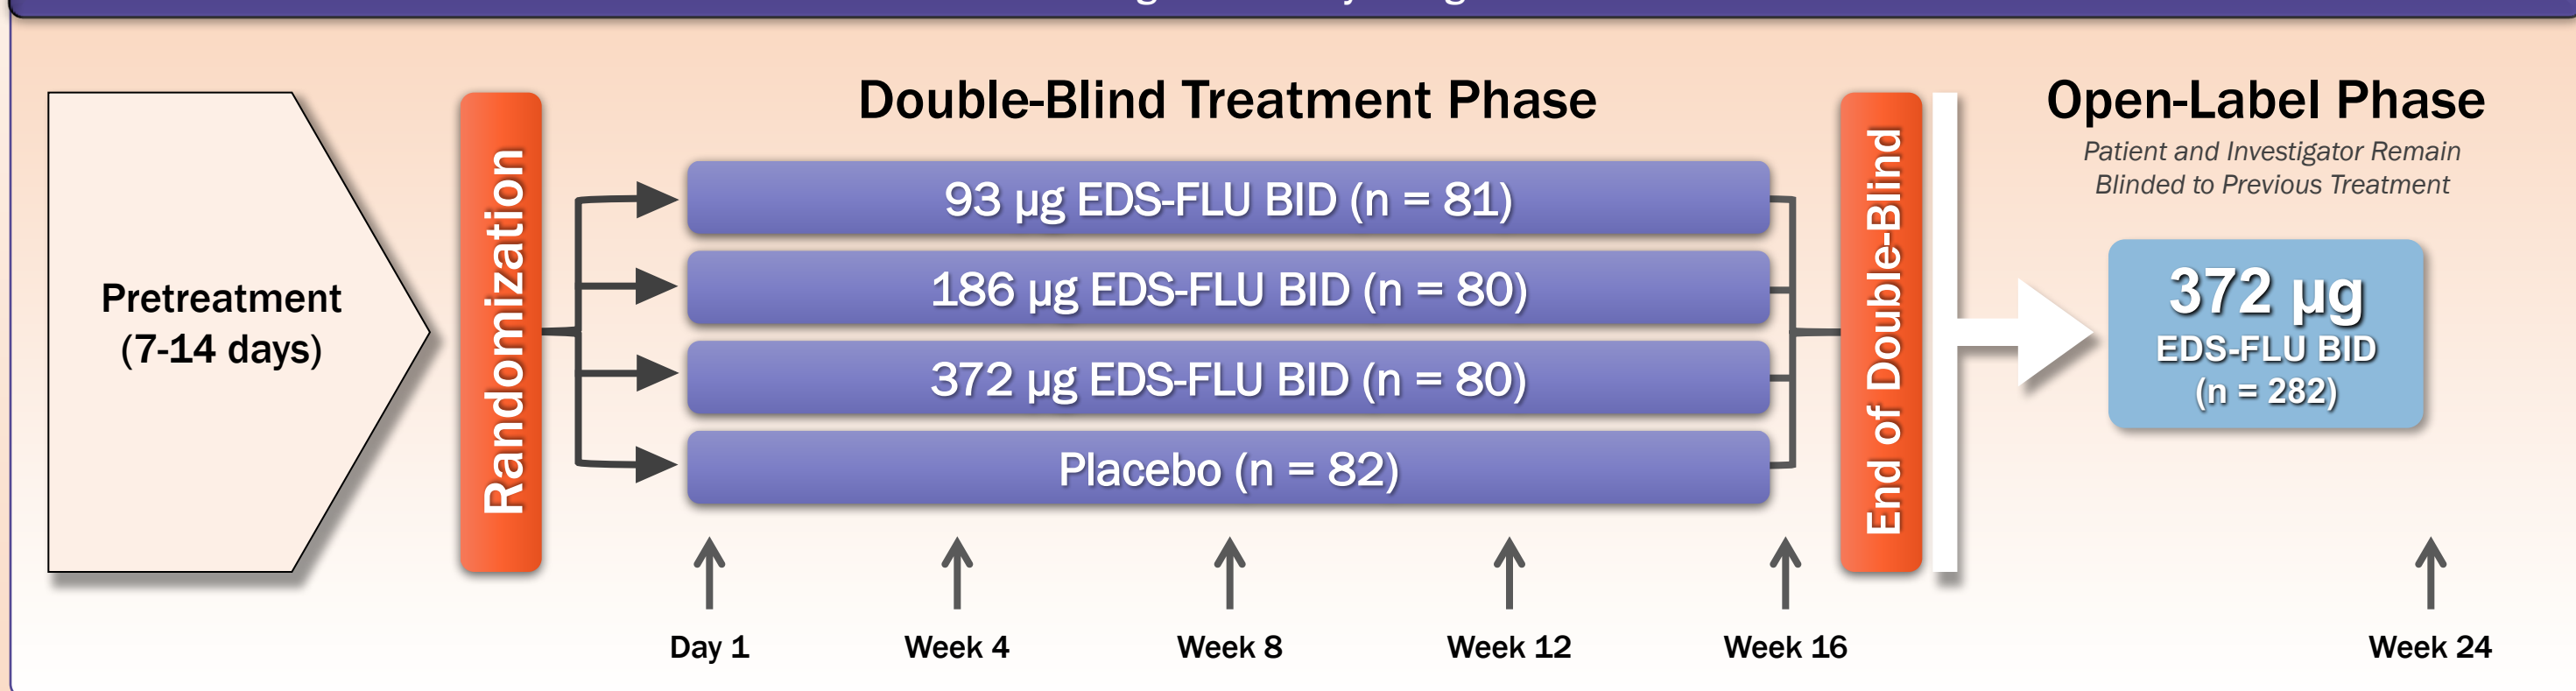 Double-Blind Treatment Phase
Open-Label Phase
Patient and Investigator Remain
Blinded to Previous Treatment
Pretreatment
(7-14 days)
Randomization
93 µg EDS-FLU BID (n = 81)
186 µg EDS-FLU BID (n = 80)
372 µg EDS-FLU BID (n = 80)
Placebo (n = 82)
End of Double-Blind
372 µg
EDS-FLU BID
(n = 282)
Day 1
Week 4
Week 8
Week 12
Week 16
Week 24